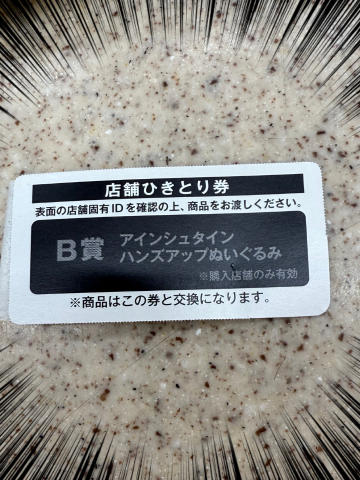 店舗ひきとり券
表面の店舗固有IDを確認の上、商品をお渡しください。
B賞
アインシュタイン
ハンズアップぬいぐるみ
※購入店舗のみ有効
※商品はこの券と交換になります。